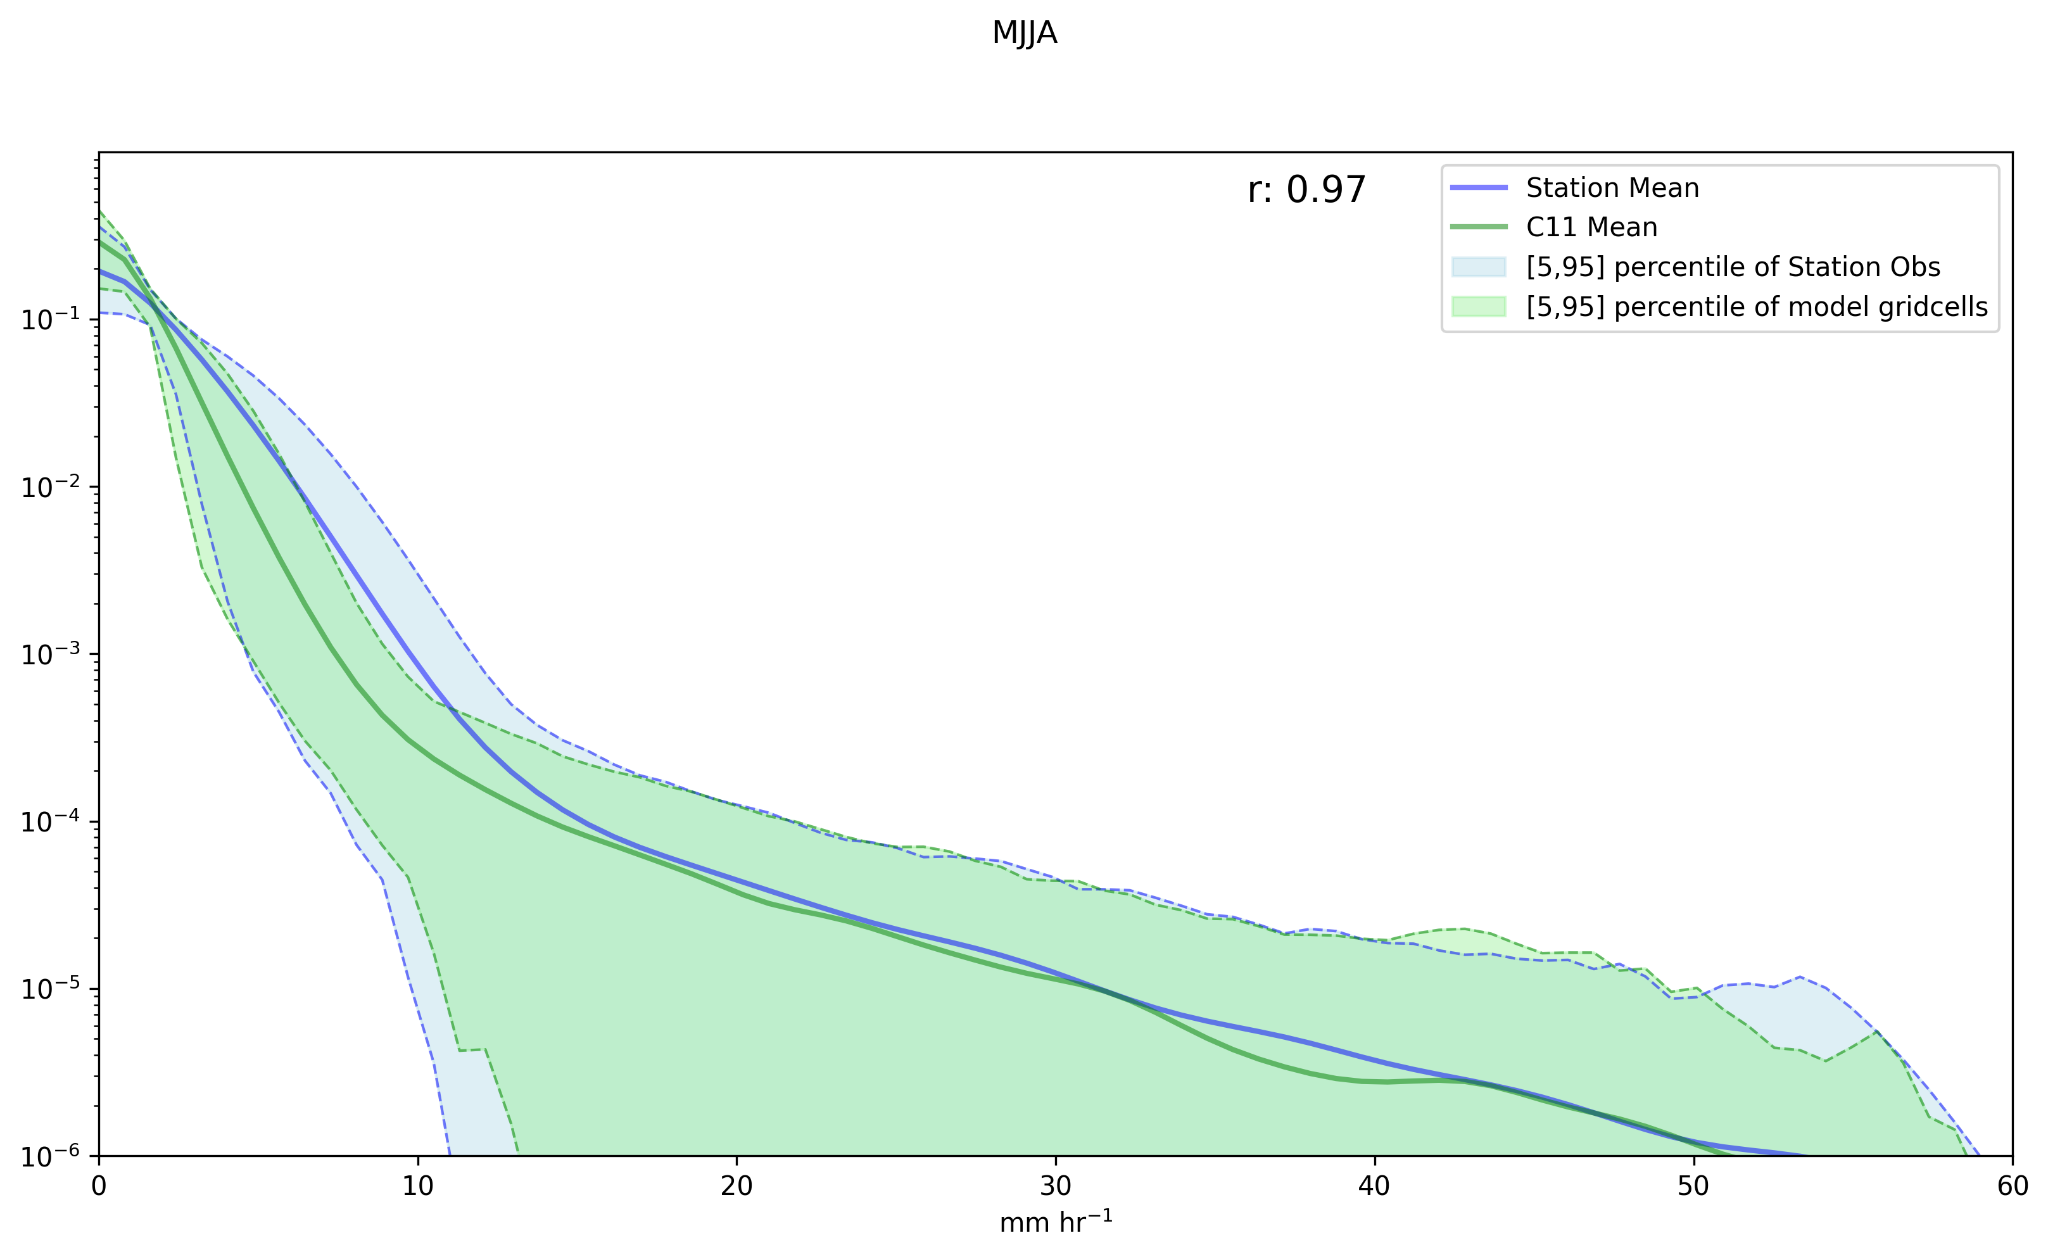 MJJA
r: 0.97
Station Mean
C11 Mean
[5,95] percentile of Station Obs
[5,95] percentile of model gridcells
10⁻¹
10⁻²
10⁻³
10⁻⁴
10⁻⁵
10⁻⁶
0 10 20 30 40 50 60
mm hr⁻¹